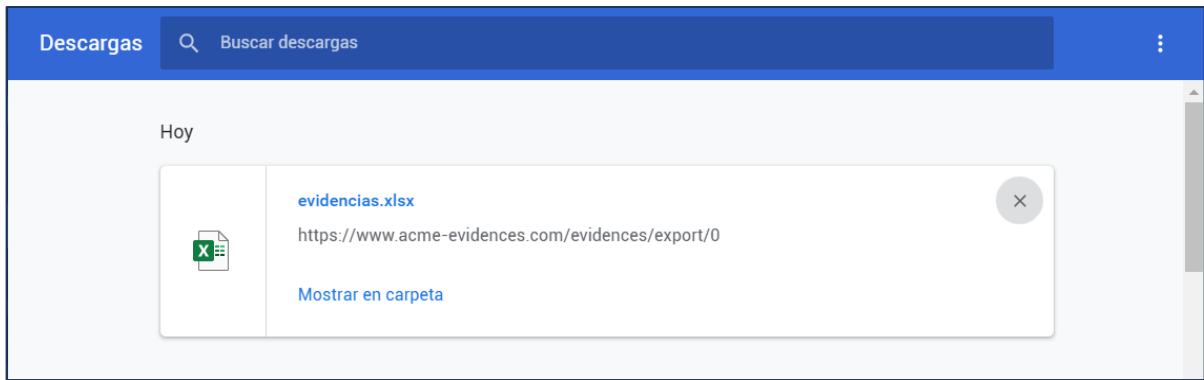 Descargas
Buscar descargas
Hoy
evidencias.xlsx
https://www.acme-evidences.com/evidences/export/0
Mostrar en carpeta